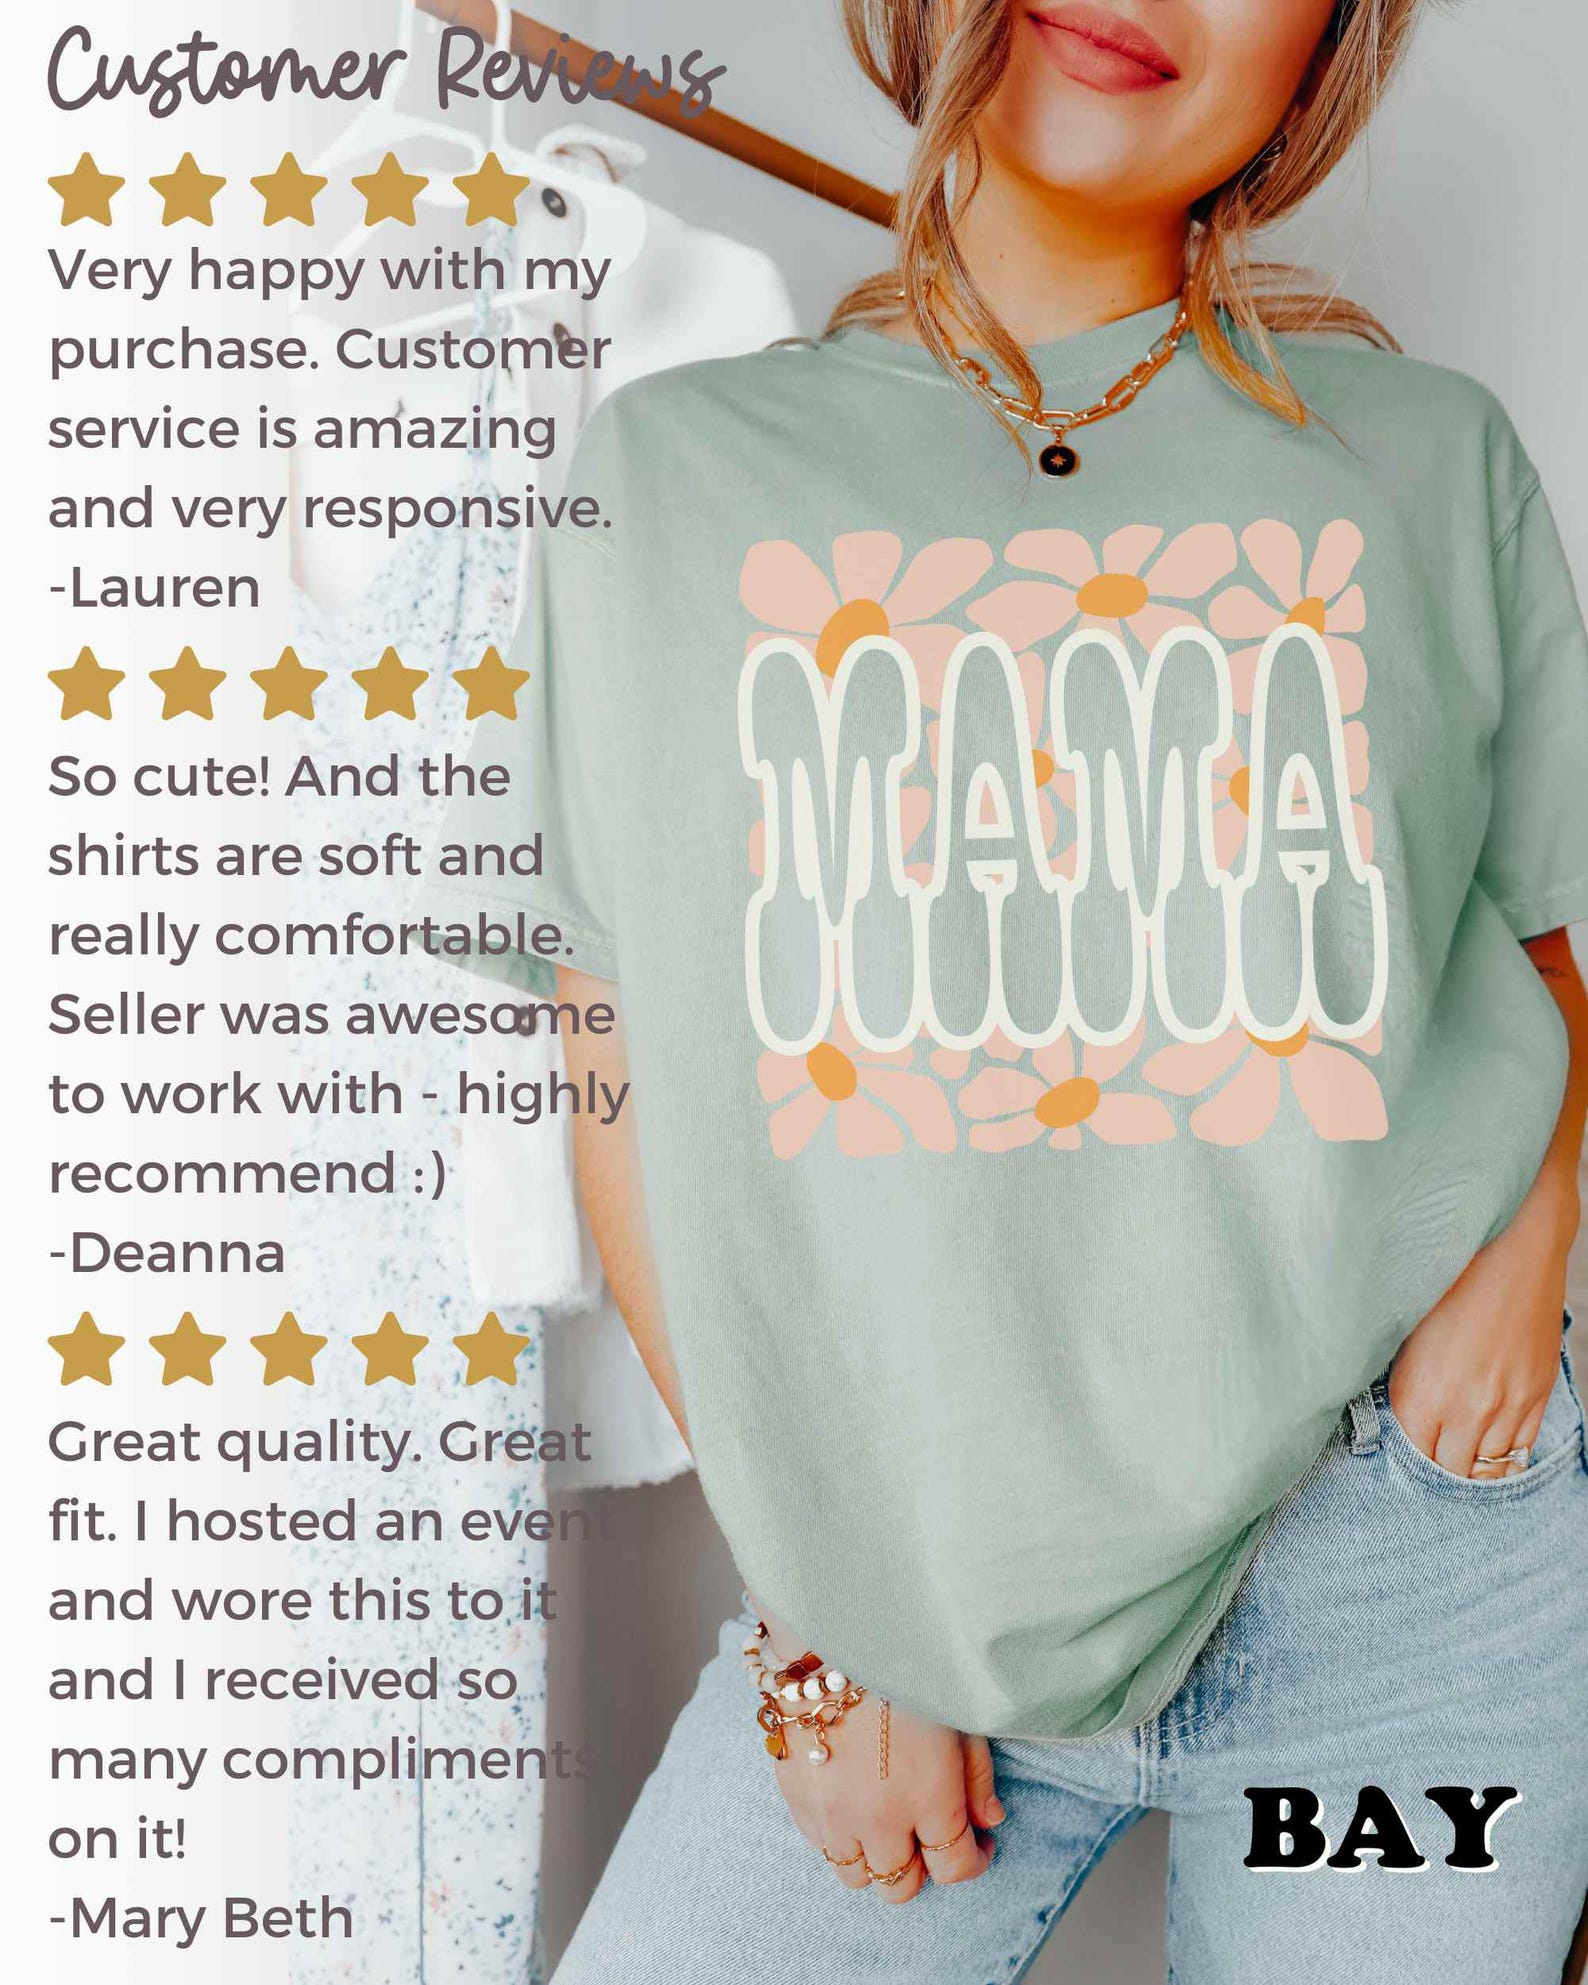 Customer Reviews
Very happy with my
purchase. Customer
service is amazing
and very responsive.
-Lauren
So cute! And the
shirts are soft and
really comfortable.
Seller was awesome
to work with - highly
recommend :)
-Deanna
Great quality. Great
fit. I hosted an event
and wore this to it
and I received so
many compliments
on it!
-Mary Beth
MAMA
BAY